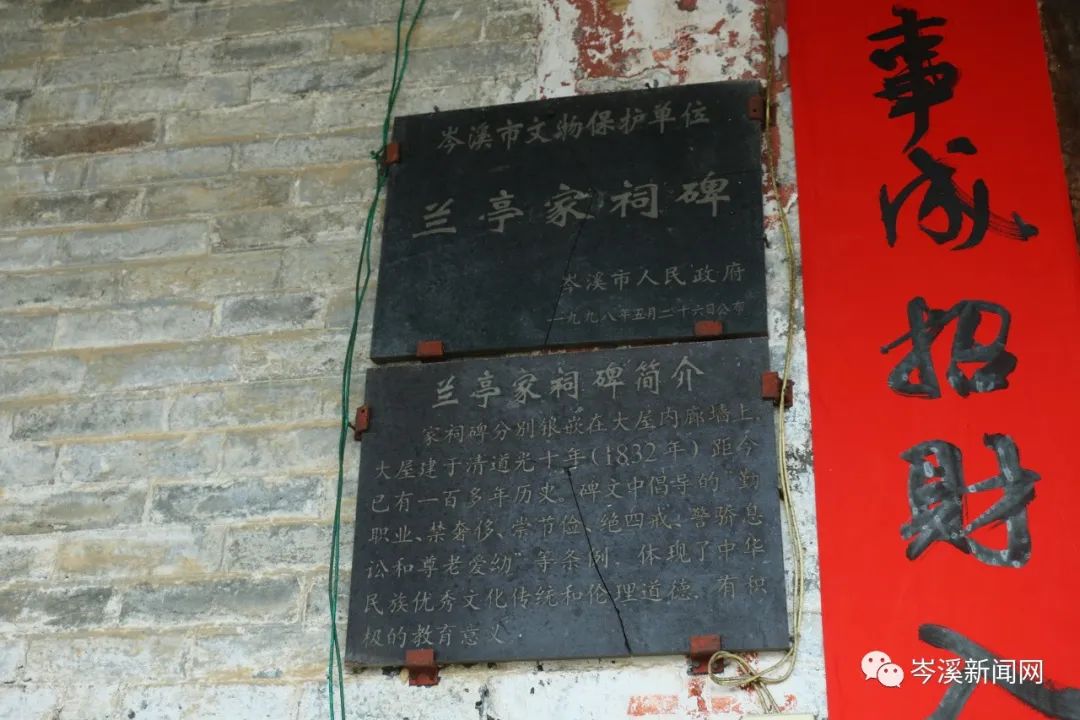 岑溪市文物保护单位
兰亭家祠碑
岑溪市人民政府
一九九八年五月二十六日公布
兰亭家祠碑简介
家祠碑分别银嵌在大屋内廊墙上,
大屋建于清道光十年(1832年)距今
已有一百多年历史。碑文中倡导的“勤
职业、禁奢侈、崇节俭、绝四戒、警骄息
讼和尊老爱幼”等条例,体现了中华
民族优秀文化传统和伦理道德,有积
极的教育意义
事成招财入
岑溪新闻网